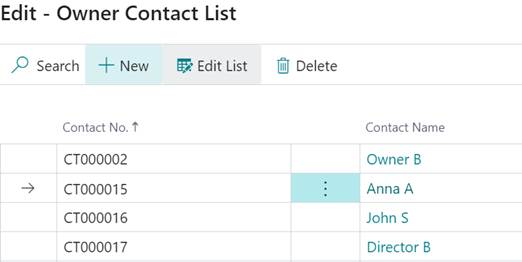 Edit - Owner Contact List
Search New Edit List Delete
Contact No. ↑ Contact Name
CT000002 Owner B
CT000015 Anna A
CT000016 John S
CT000017 Director B